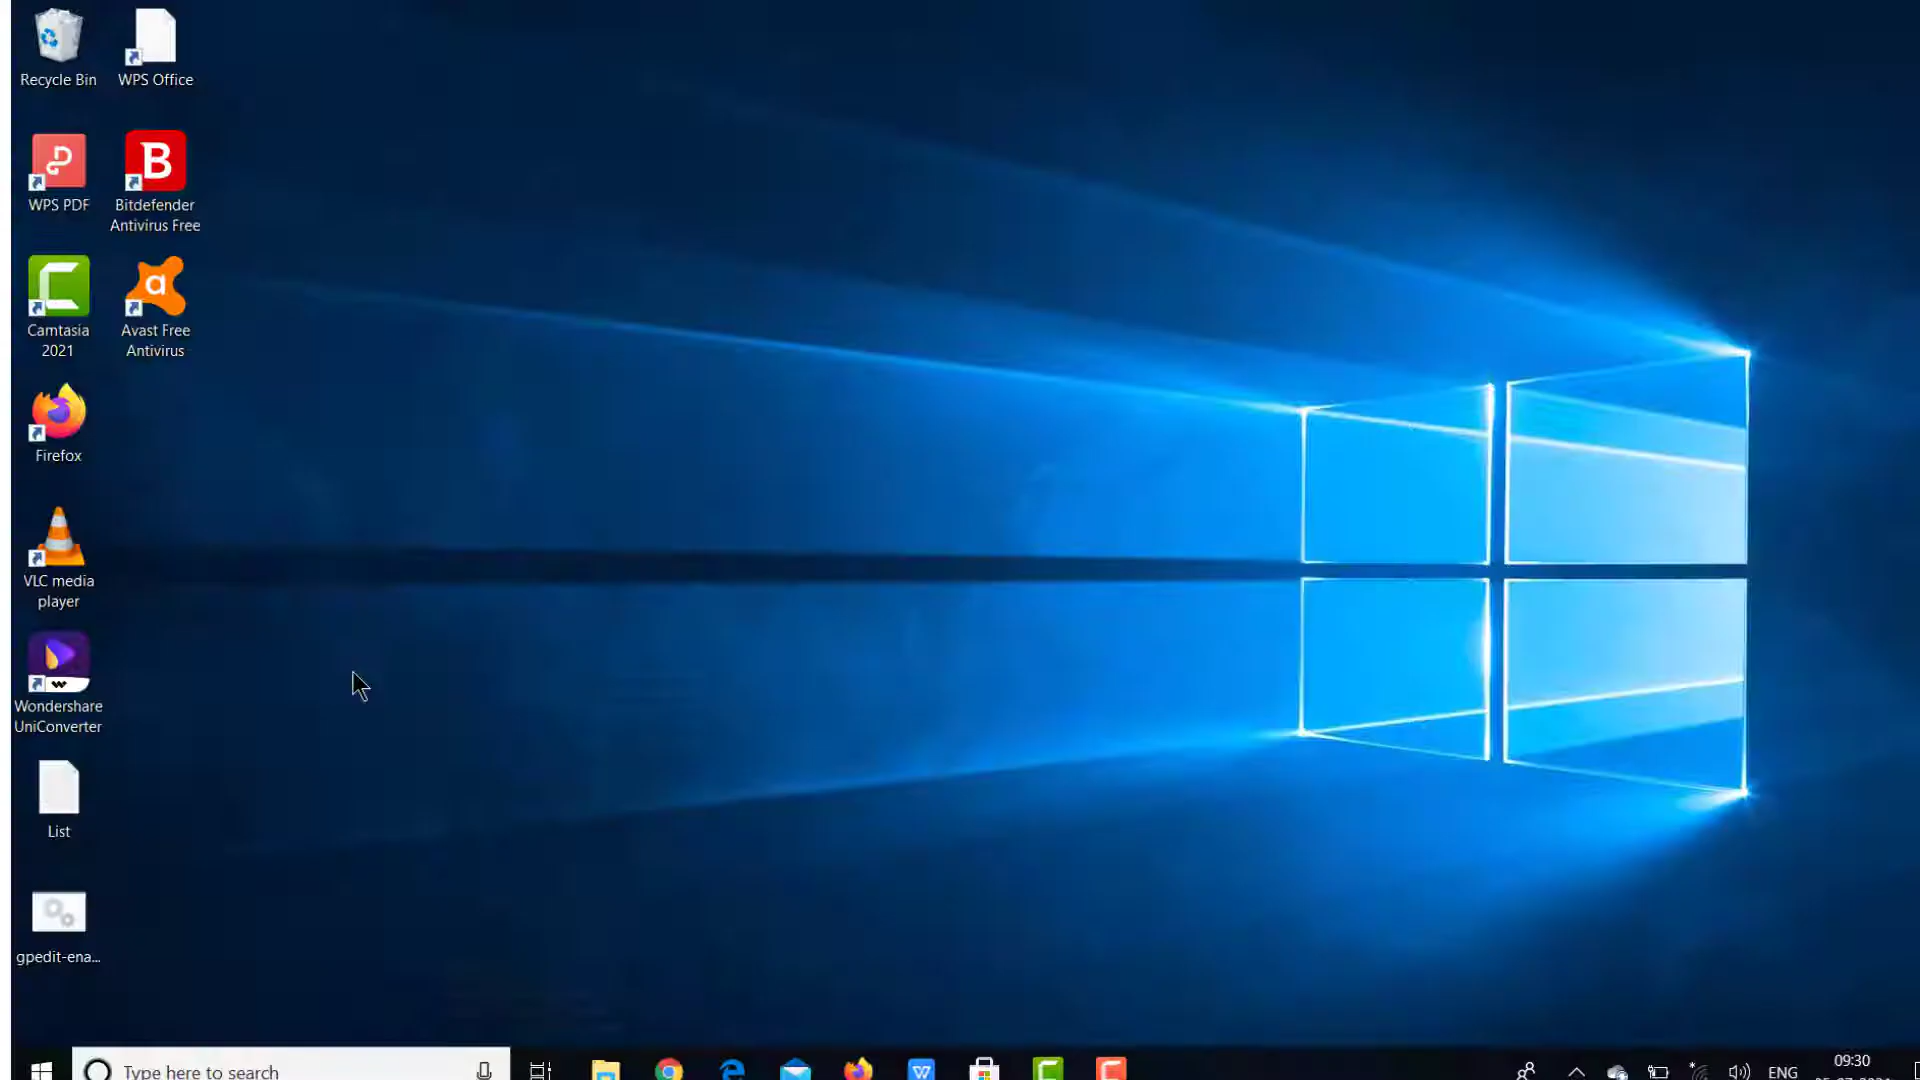 Recycle Bin
WPS Office
WPS PDF
Bitdefender
Antivirus Free
Camtasia
2021
Avast Free
Antivirus
Firefox
VLC media
player
Wondershare
UniConverter
List
gpedit-ena...
Type here to search
ENG
09:30